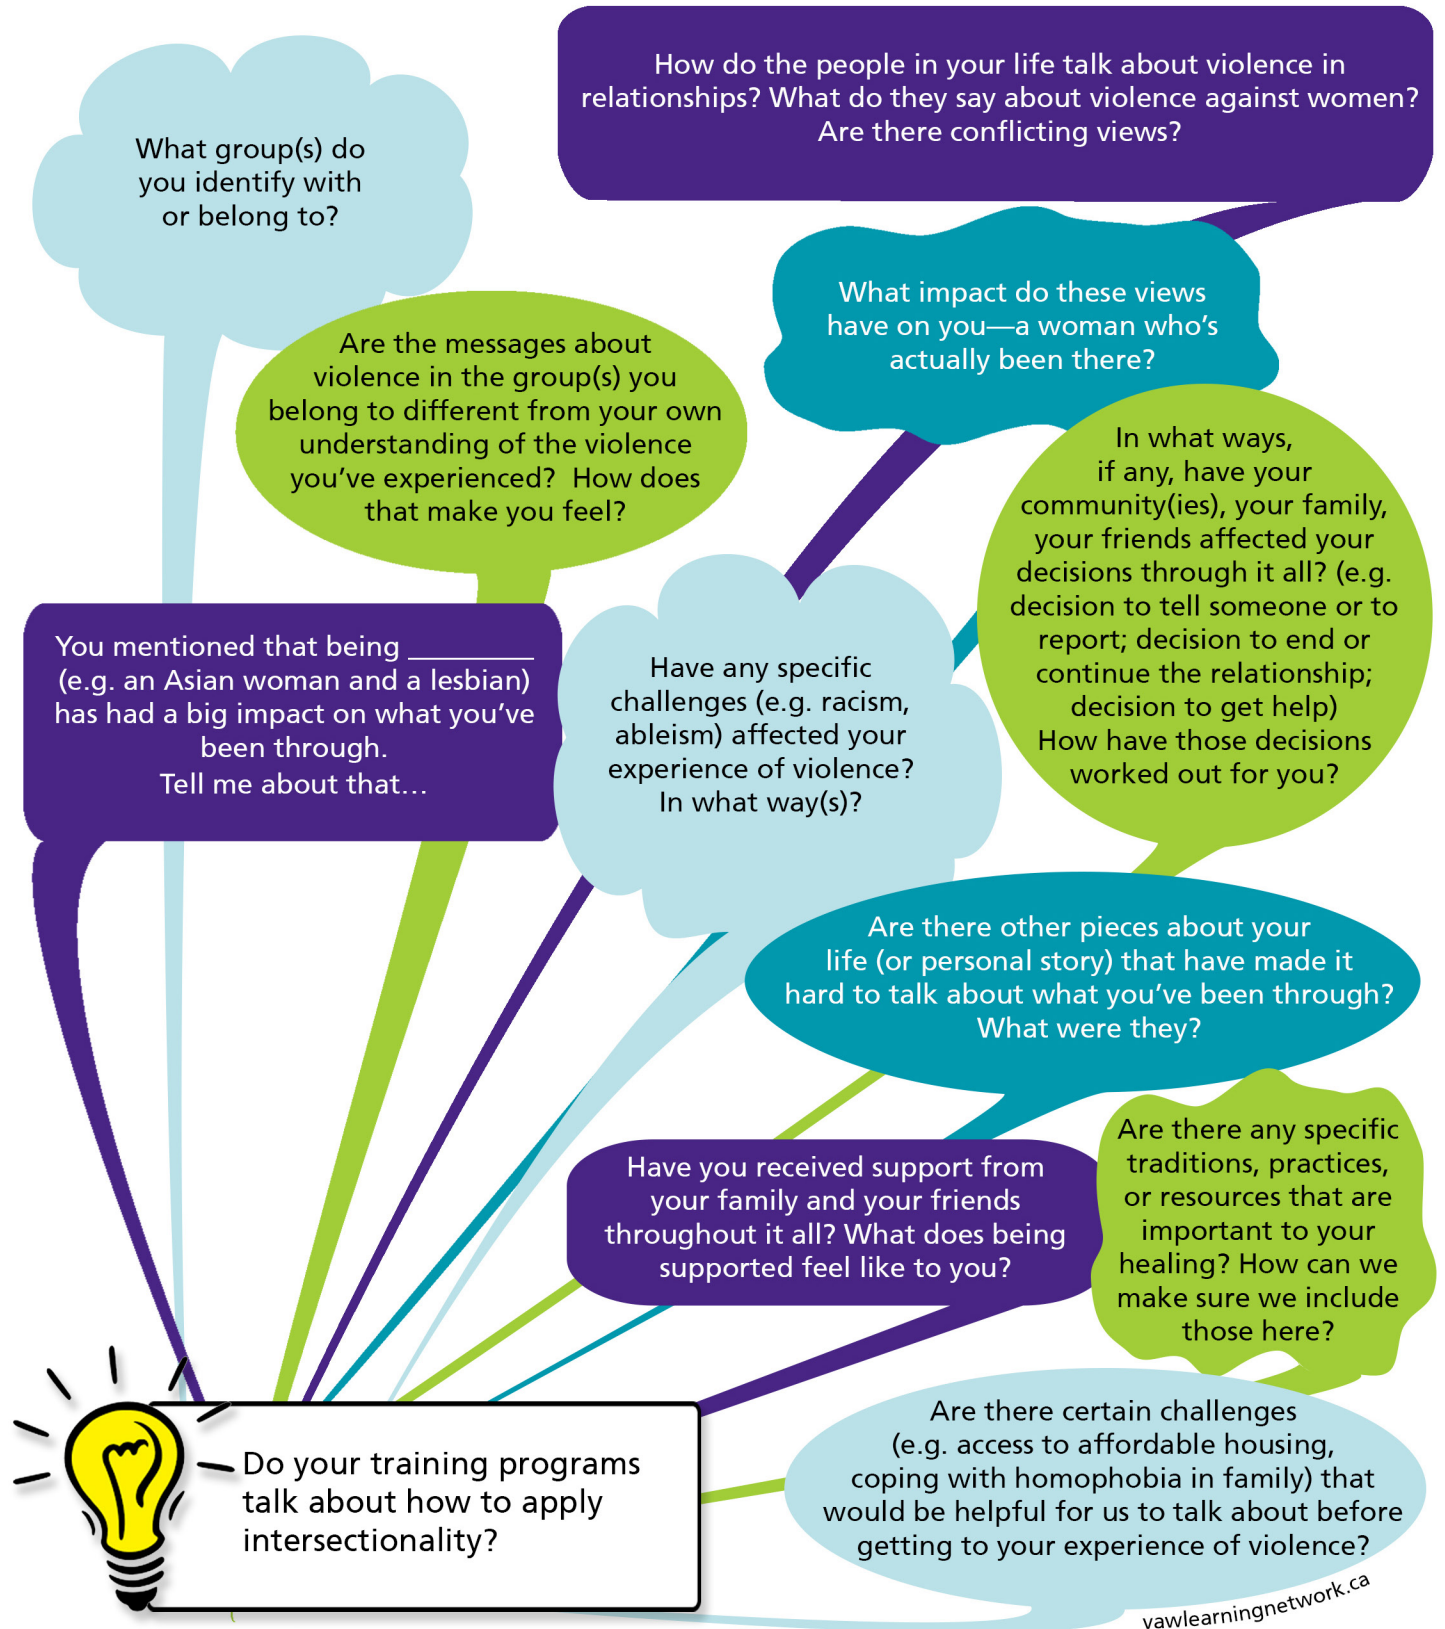 What group(s) do
you identify with
or belong to?
How do the people in your life talk about violence in
relationships? What do they say about violence against women?
Are there conflicting views?
What impact do these views
have on you—a woman who’s
actually been there?
Are the messages about
violence in the group(s) you
belong to different from your own
understanding of the violence
you’ve experienced?  How does
that make you feel?
In what ways,
if any, have your
community(ies), your family,
your friends affected your
decisions through it all? (e.g.
decision to tell someone or to
report; decision to end or
continue the relationship;
decision to get help)
How have those decisions
worked out for you?
You mentioned that being _________
(e.g. an Asian woman and a lesbian)
has had a big impact on what you’ve
been through.
Tell me about that…
Have any specific
challenges (e.g. racism,
ableism) affected your
experience of violence?
In what way(s)?
Are there other pieces about your
life (or personal story) that have made it
hard to talk about what you’ve been through?
What were they?
Have you received support from
your family and your friends
throughout it all? What does being
supported feel like to you?
Are there any specific
traditions, practices,
or resources that are
important to your
healing? How can we
make sure we include
those here?
Are there certain challenges
(e.g. access to affordable housing,
coping with homophobia in family) that
would be helpful for us to talk about before
getting to your experience of violence?
Do your training programs
talk about how to apply
intersectionality?
vawlearningnetwork.ca